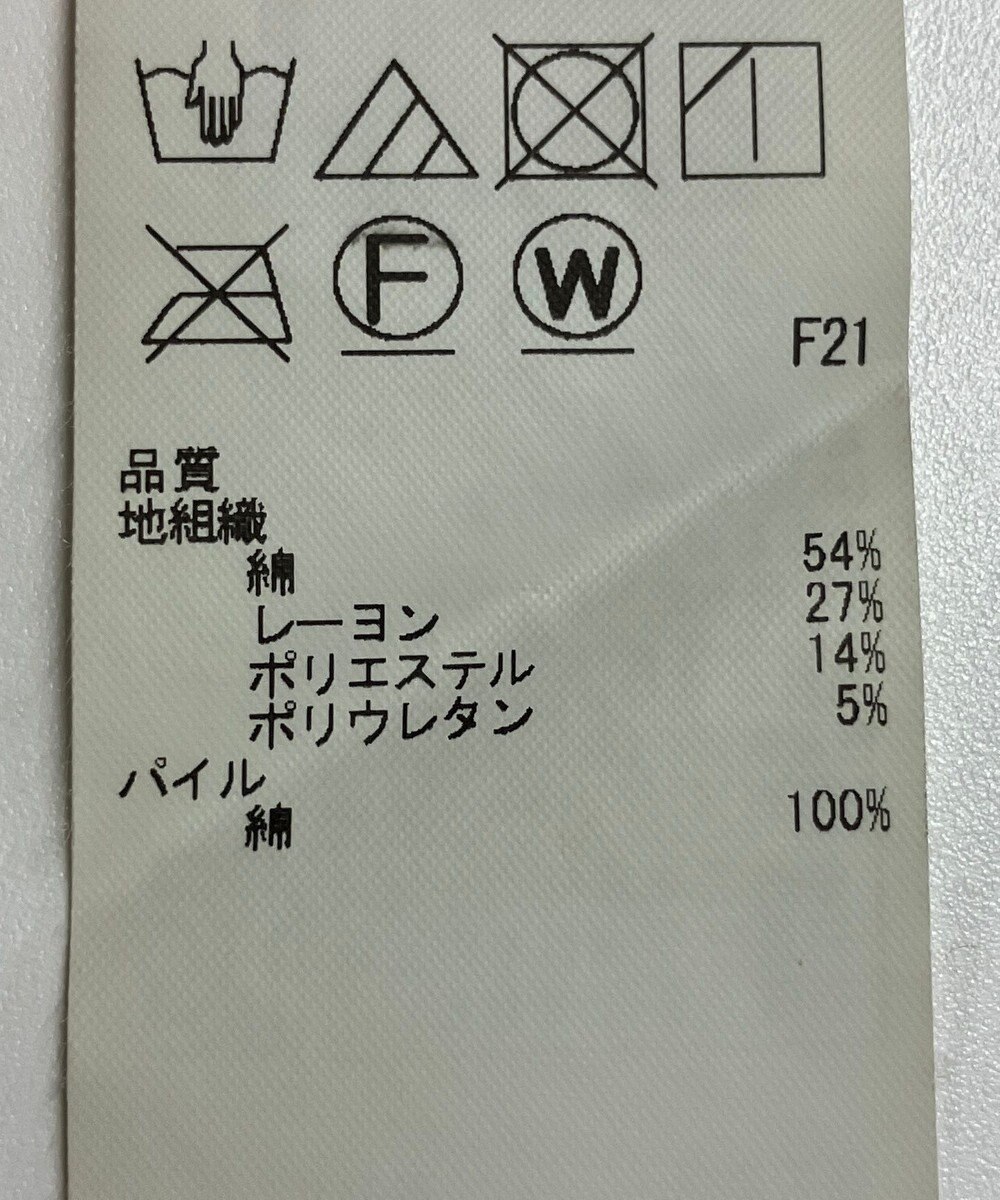 F W
F21
品質
地組織
綿 54%
レーヨン 27%
ポリエステル 14%
ポリウレタン 5%
パイル
綿 100%